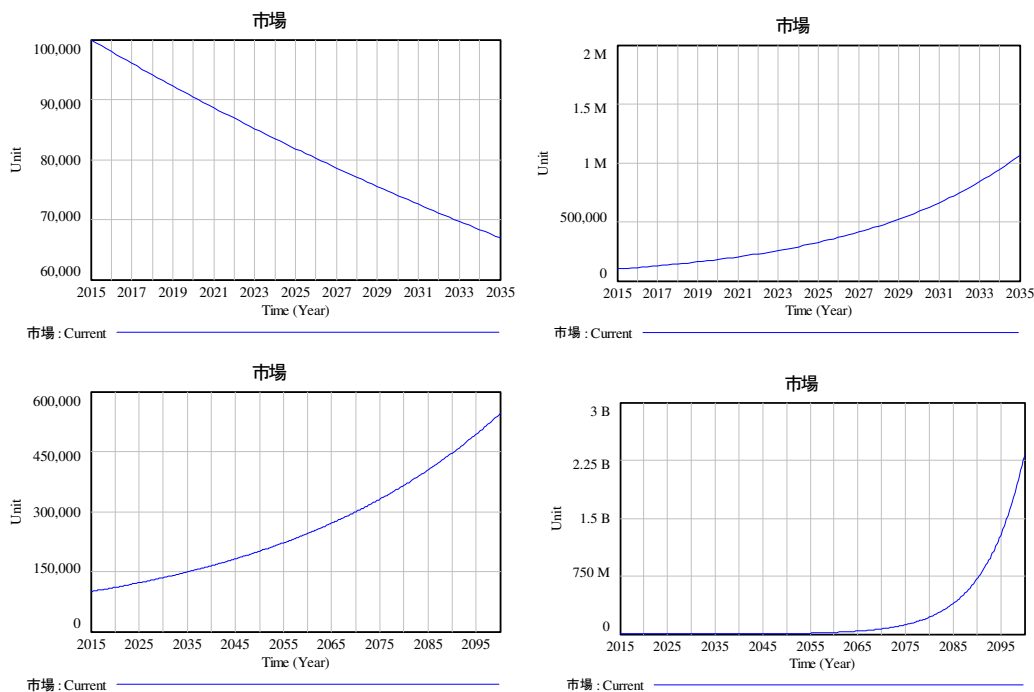 市場
100,000
90,000
80,000
70,000
60,000
Unit
2015 2017 2019 2021 2023 2025 2027 2029 2031 2033 2035
Time (Year)
市場 : Current
市場
2 M
1.5 M
1 M
500,000
0
Unit
2015 2017 2019 2021 2023 2025 2027 2029 2031 2033 2035
Time (Year)
市場 : Current
市場
600,000
450,000
300,000
150,000
0
Unit
2015 2025 2035 2045 2055 2065 2075 2085 2095
Time (Year)
市場 : Current
市場
3 B
2.25 B
1.5 B
750 M
0
Unit
2015 2025 2035 2045 2055 2065 2075 2085 2095
Time (Year)
市場 : Current